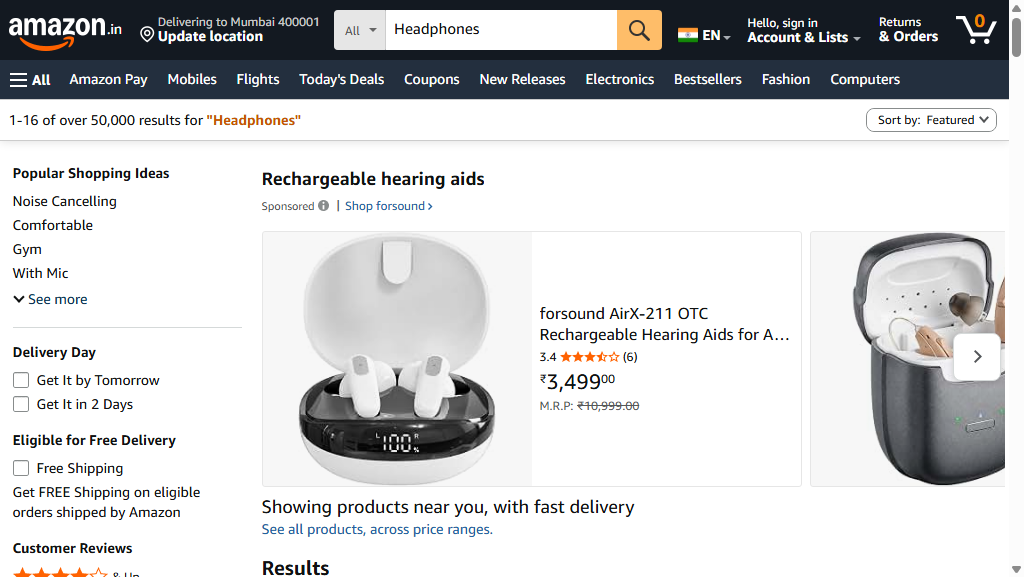 amazon.in
Delivering to Mumbai 400001
Update location
All
Headphones
EN
Hello, sign in
Account & Lists
Returns
& Orders
0
All
Amazon Pay
Mobiles
Flights
Today's Deals
Coupons
New Releases
Electronics
Bestsellers
Fashion
Computers
1-16 of over 50,000 results for "Headphones"
Sort by: Featured
Popular Shopping Ideas
Noise Cancelling
Comfortable
Gym
With Mic
See more
Delivery Day
Get It by Tomorrow
Get It in 2 Days
Eligible for Free Delivery
Free Shipping
Get FREE Shipping on eligible
orders shipped by Amazon
Customer Reviews
& Up
Rechargeable hearing aids
Sponsored | Shop forsound ›
L 100 R %
forsound AirX-211 OTC
Rechargeable Hearing Aids for A...
3.4 (6)
₹3,49900
M.R.P: ₹10,999.00
Showing products near you, with fast delivery
See all products, across price ranges.
Results